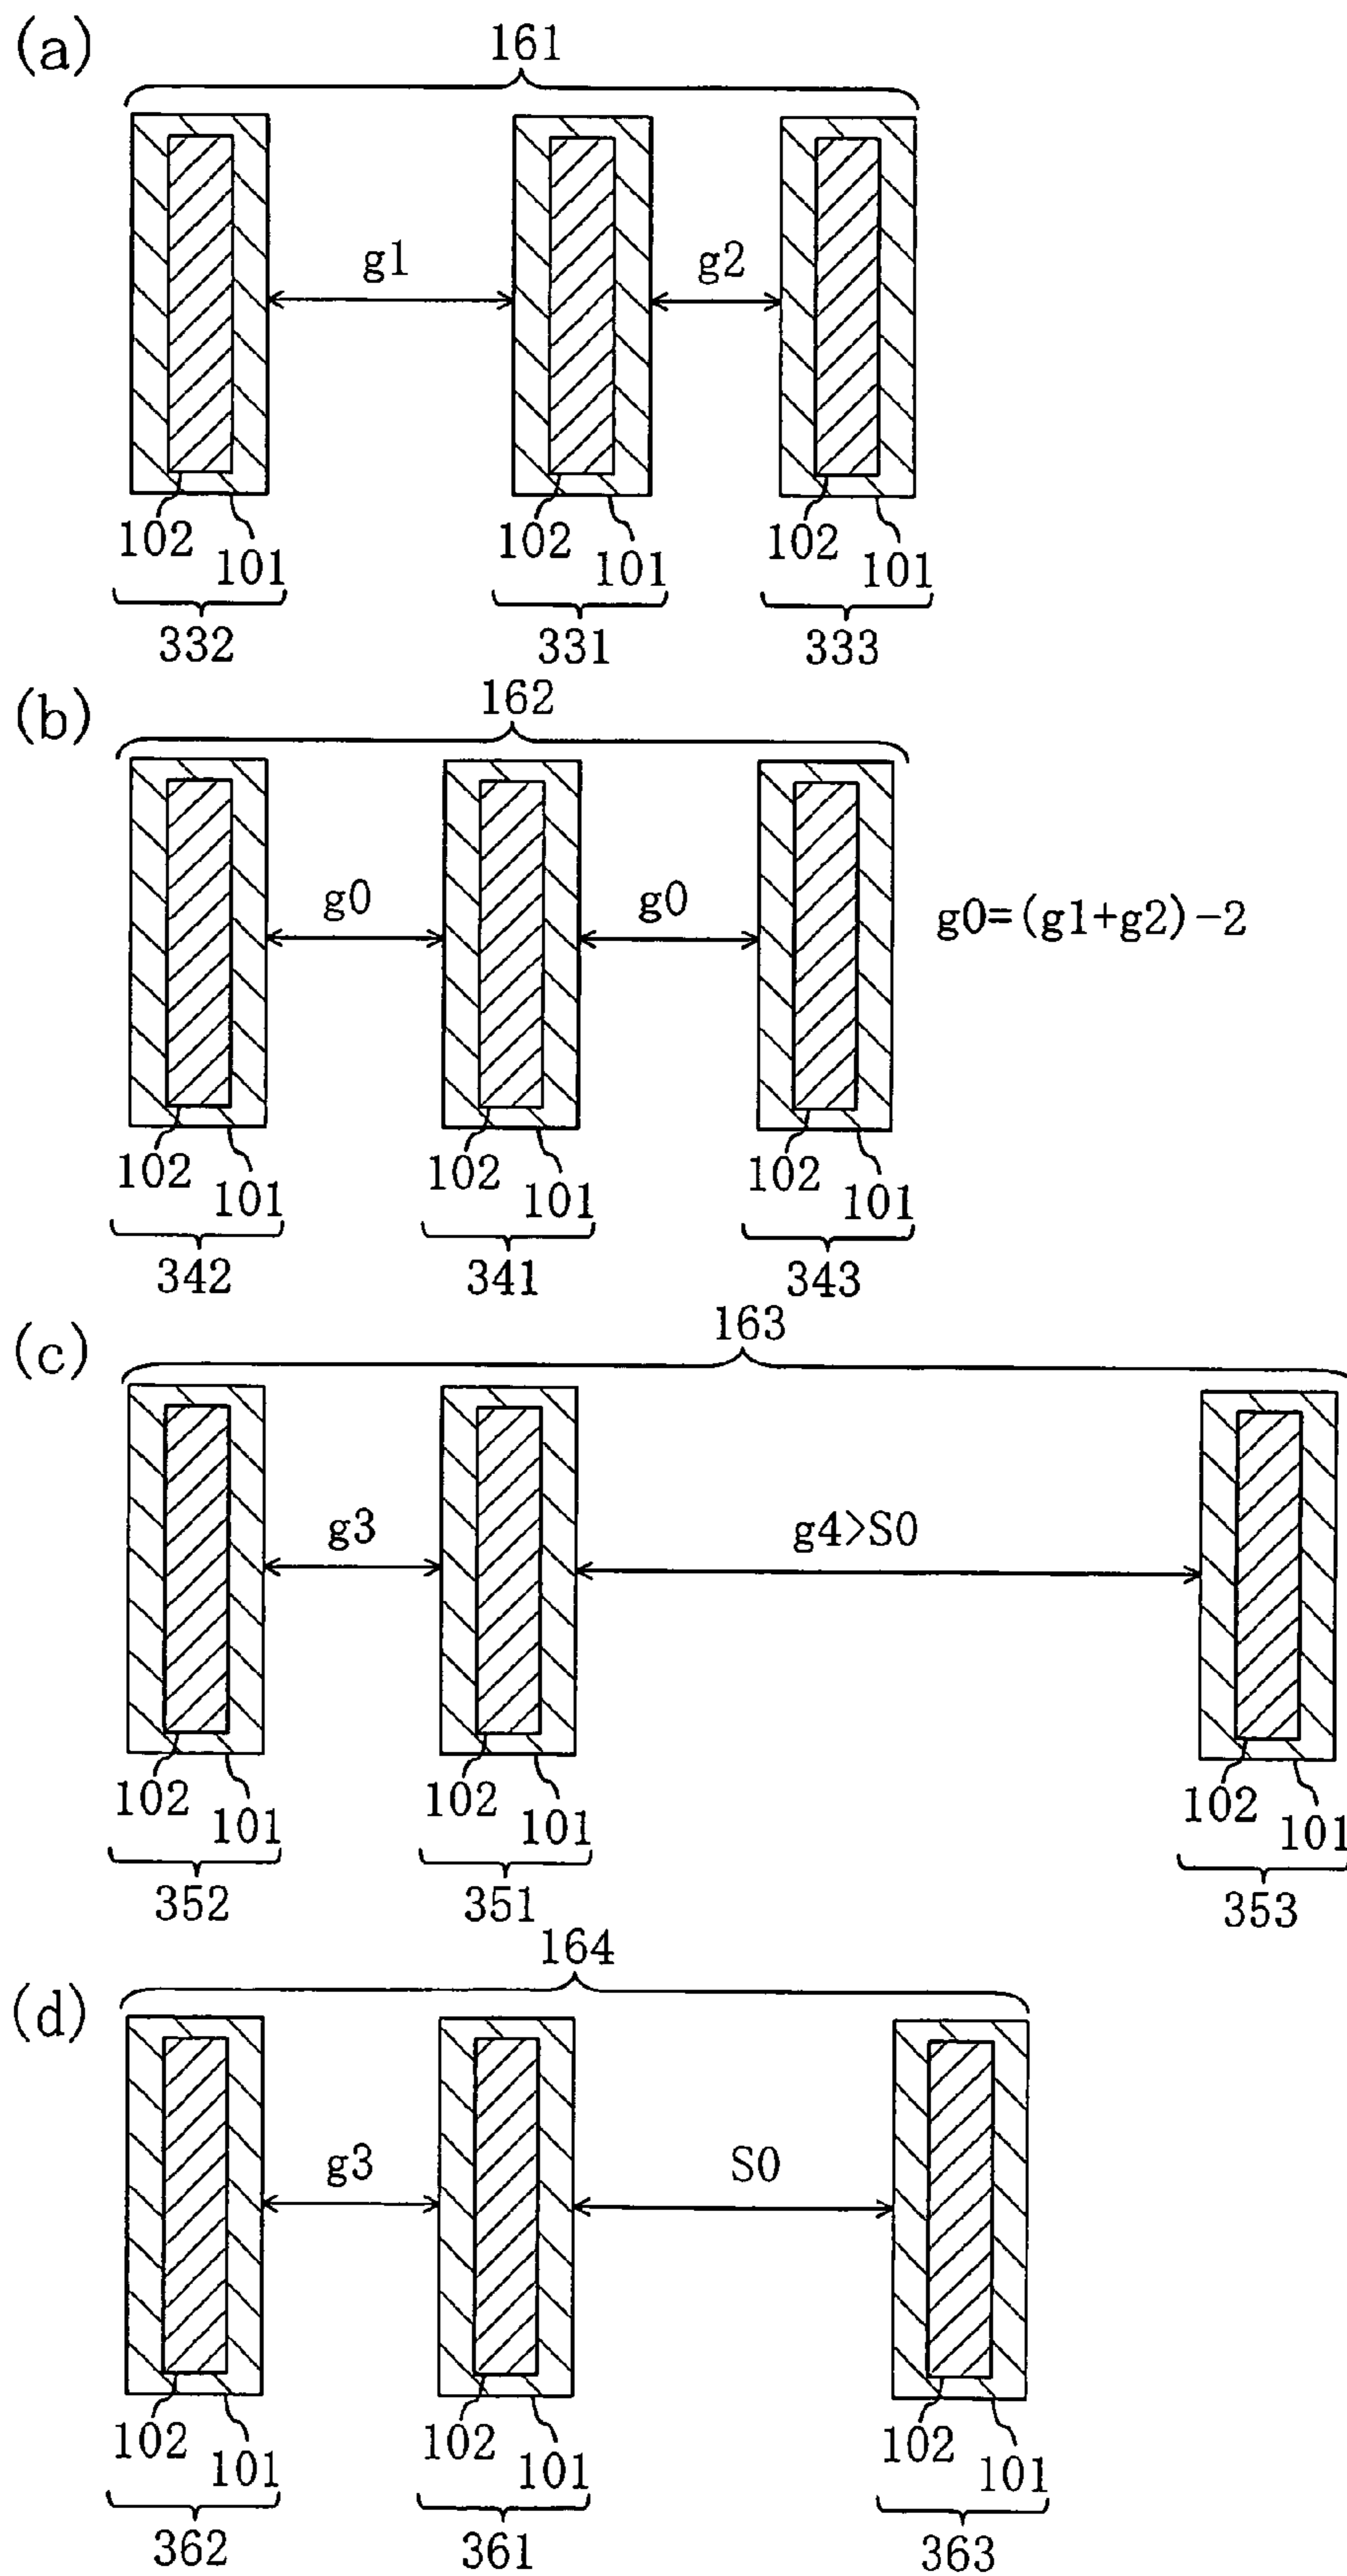 (a)
161
g1 g2
102 101 102 101 102 101
332 331 333
(b)
162
g0 g0 g0=(g1+g2)-2
102 101 102 101 102 101
342 341 343
(c)
163
g3 g4>S0
102 101 102 101 102 101
352 351 353
(d)
164
g3 S0
102 101 102 101 102 101
362 361 363